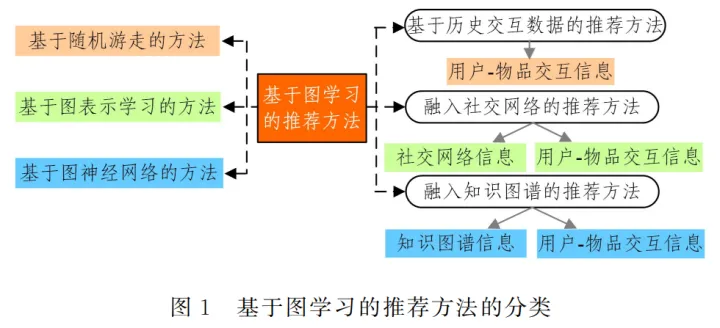 基于随机游走的方法
基于图表示学习的方法
基于图神经网络的方法
基于图学习
的推荐方法
基于历史交互数据的推荐方法
用户-物品交互信息
融入社交网络的推荐方法
社交网络信息
用户-物品交互信息
融入知识图谱的推荐方法
知识图谱信息
用户-物品交互信息
图 1 基于图学习的推荐方法的分类